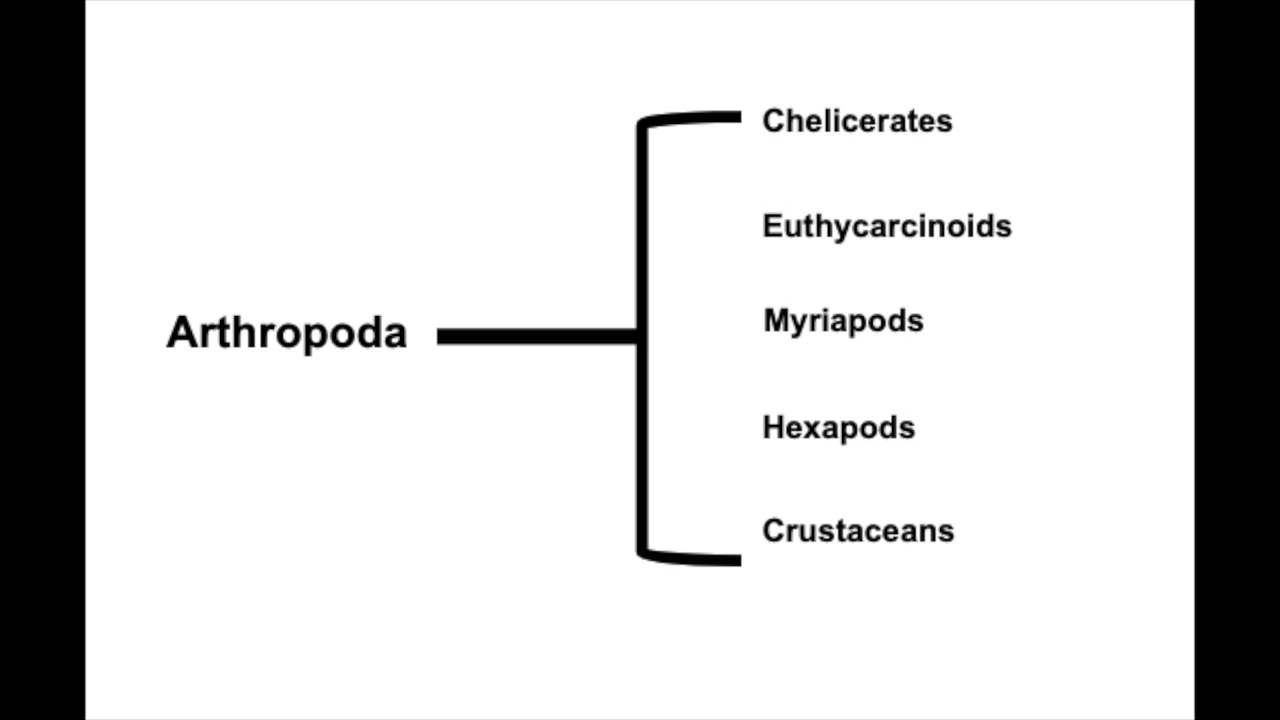 Arthropoda
Chelicerates
Euthycarcinoids
Myriapods
Hexapods
Crustaceans